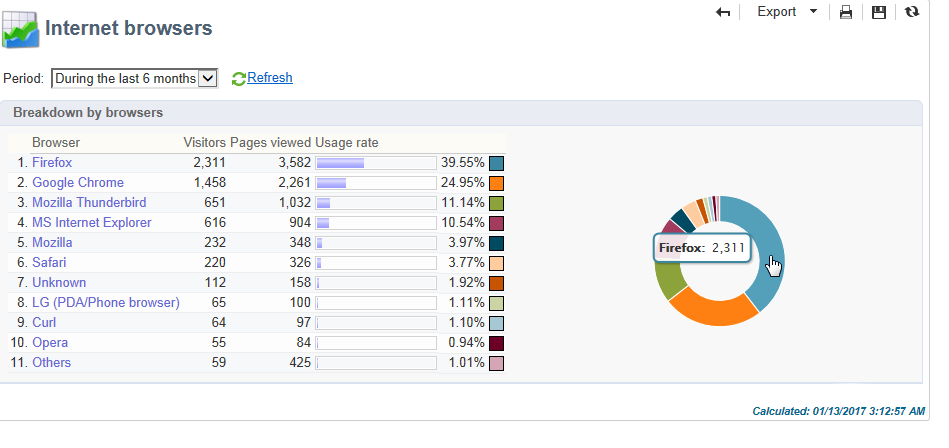 Export
Internet browsers
Period: During the last 6 months Refresh
Breakdown by browsers
Browser Visitors Pages viewed Usage rate
1. Firefox 2,311 3,582 39.55%
2. Google Chrome 1,458 2,261 24.95%
3. Mozilla Thunderbird 651 1,032 11.14%
4. MS Internet Explorer 616 904 10.54%
5. Mozilla 232 348 3.97%
6. Safari 220 326 3.77%
7. Unknown 112 158 1.92%
8. LG (PDA/Phone browser) 65 100 1.11%
9. Curl 64 97 1.10%
10. Opera 55 84 0.94%
11. Others 59 425 1.01%
Firefox: 2,311
Calculated: 01/13/2017 3:12:57 AM